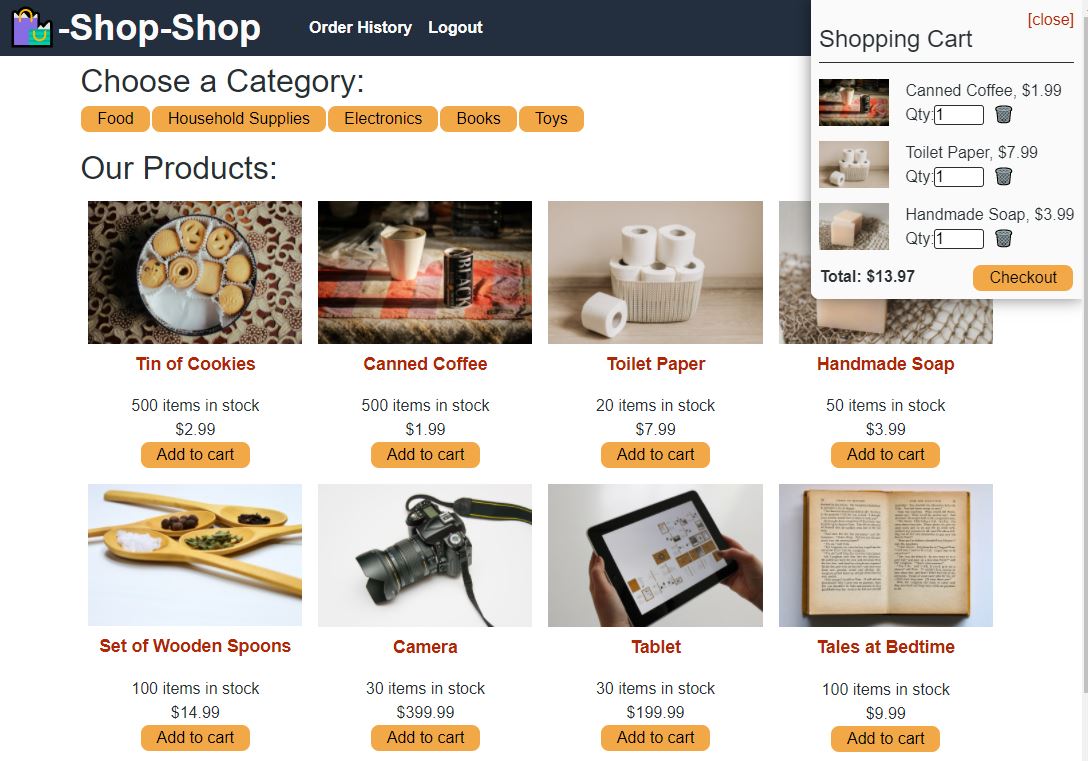 -Shop-Shop
Order History Logout
[close]
Shopping Cart
Canned Coffee, $1.99
Qty: 1
Toilet Paper, $7.99
Qty: 1
Handmade Soap, $3.99
Qty: 1
Total: $13.97 Checkout
Choose a Category:
Food Household Supplies Electronics Books Toys
Our Products:
BLACK
Tin of Cookies Canned Coffee Toilet Paper Handmade Soap
500 items in stock 500 items in stock 20 items in stock 50 items in stock
$2.99 $1.99 $7.99 $3.99
Add to cart Add to cart Add to cart Add to cart
Set of Wooden Spoons Camera Tablet Tales at Bedtime
100 items in stock 30 items in stock 30 items in stock 100 items in stock
$14.99 $399.99 $199.99 $9.99
Add to cart Add to cart Add to cart Add to cart